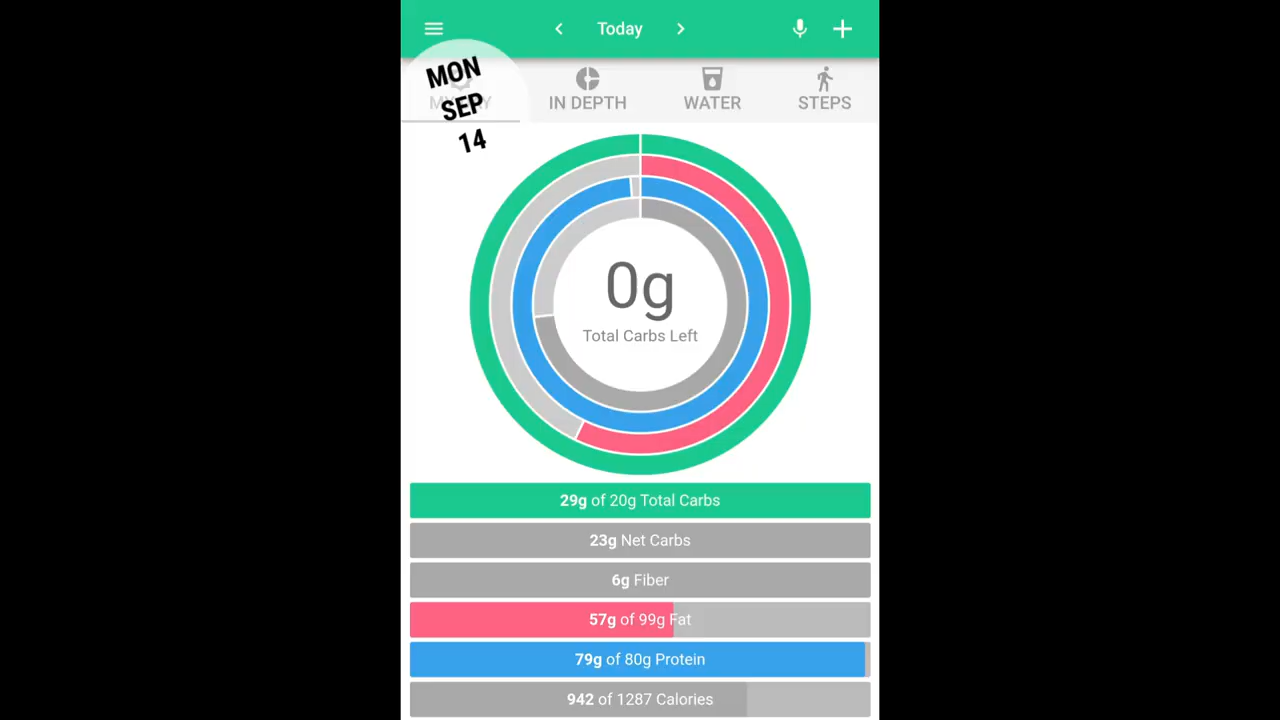 Today
MON
SEP
14
IN DEPTH
WATER
STEPS
0g
Total Carbs Left
29g of 20g Total Carbs
23g Net Carbs
6g Fiber
57g of 99g Fat
79g of 80g Protein
942 of 1287 Calories